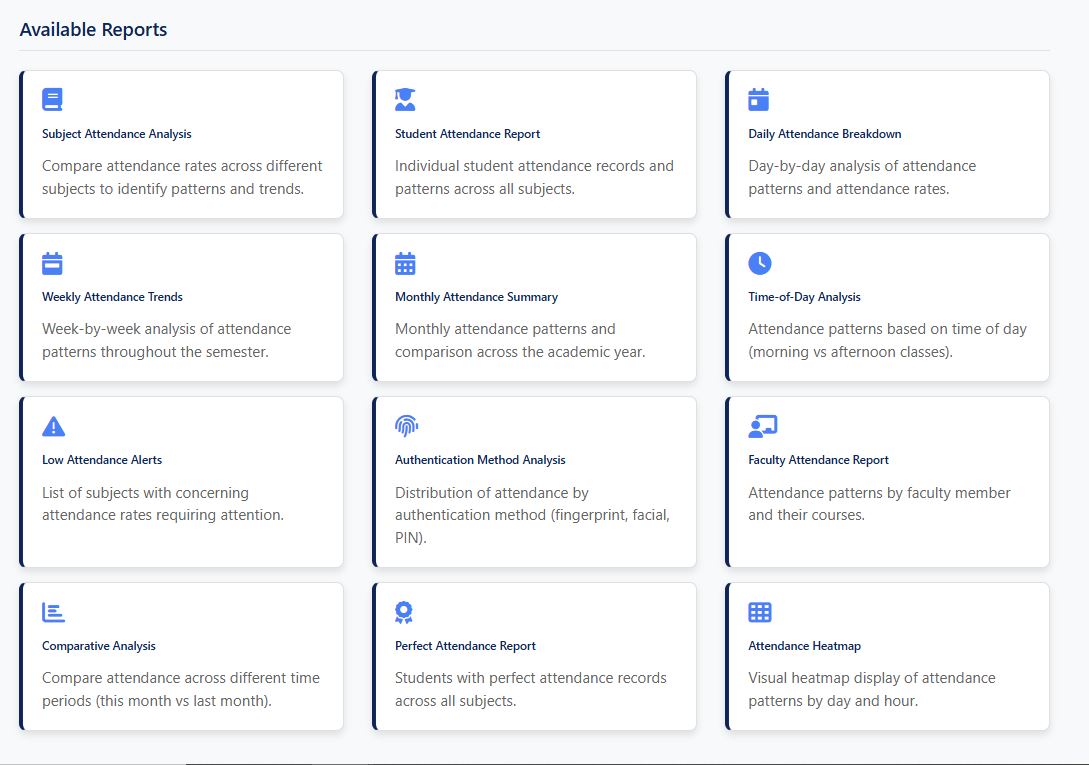 Available Reports
Subject Attendance Analysis
Compare attendance rates across different
subjects to identify patterns and trends.
Student Attendance Report
Individual student attendance records and
patterns across all subjects.
Daily Attendance Breakdown
Day-by-day analysis of attendance
patterns and attendance rates.
Weekly Attendance Trends
Week-by-week analysis of attendance
patterns throughout the semester.
Monthly Attendance Summary
Monthly attendance patterns and
comparison across the academic year.
Time-of-Day Analysis
Attendance patterns based on time of day
(morning vs afternoon classes).
Low Attendance Alerts
List of subjects with concerning
attendance rates requiring attention.
Authentication Method Analysis
Distribution of attendance by
authentication method (fingerprint, facial,
PIN).
Faculty Attendance Report
Attendance patterns by faculty member
and their courses.
Comparative Analysis
Compare attendance across different time
periods (this month vs last month).
Perfect Attendance Report
Students with perfect attendance records
across all subjects.
Attendance Heatmap
Visual heatmap display of attendance
patterns by day and hour.